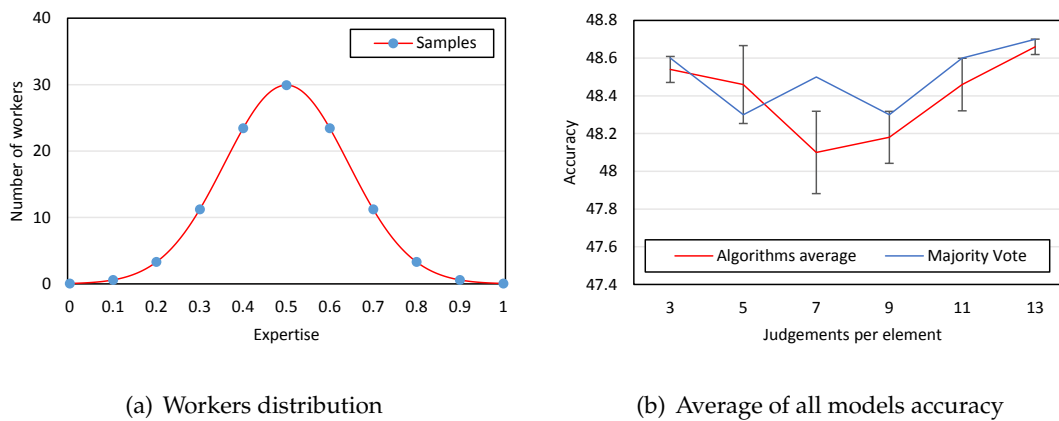 40
30
20
10
0
Number of workers
Samples
0 0.1 0.2 0.3 0.4 0.5 0.6 0.7 0.8 0.9 1
Expertise
(a) Workers distribution
48.8
48.6
48.4
48.2
48
47.8
47.6
47.4
Accuracy
Algorithms average
Majority Vote
3 5 7 9 11 13
Judgements per element
(b) Average of all models accuracy